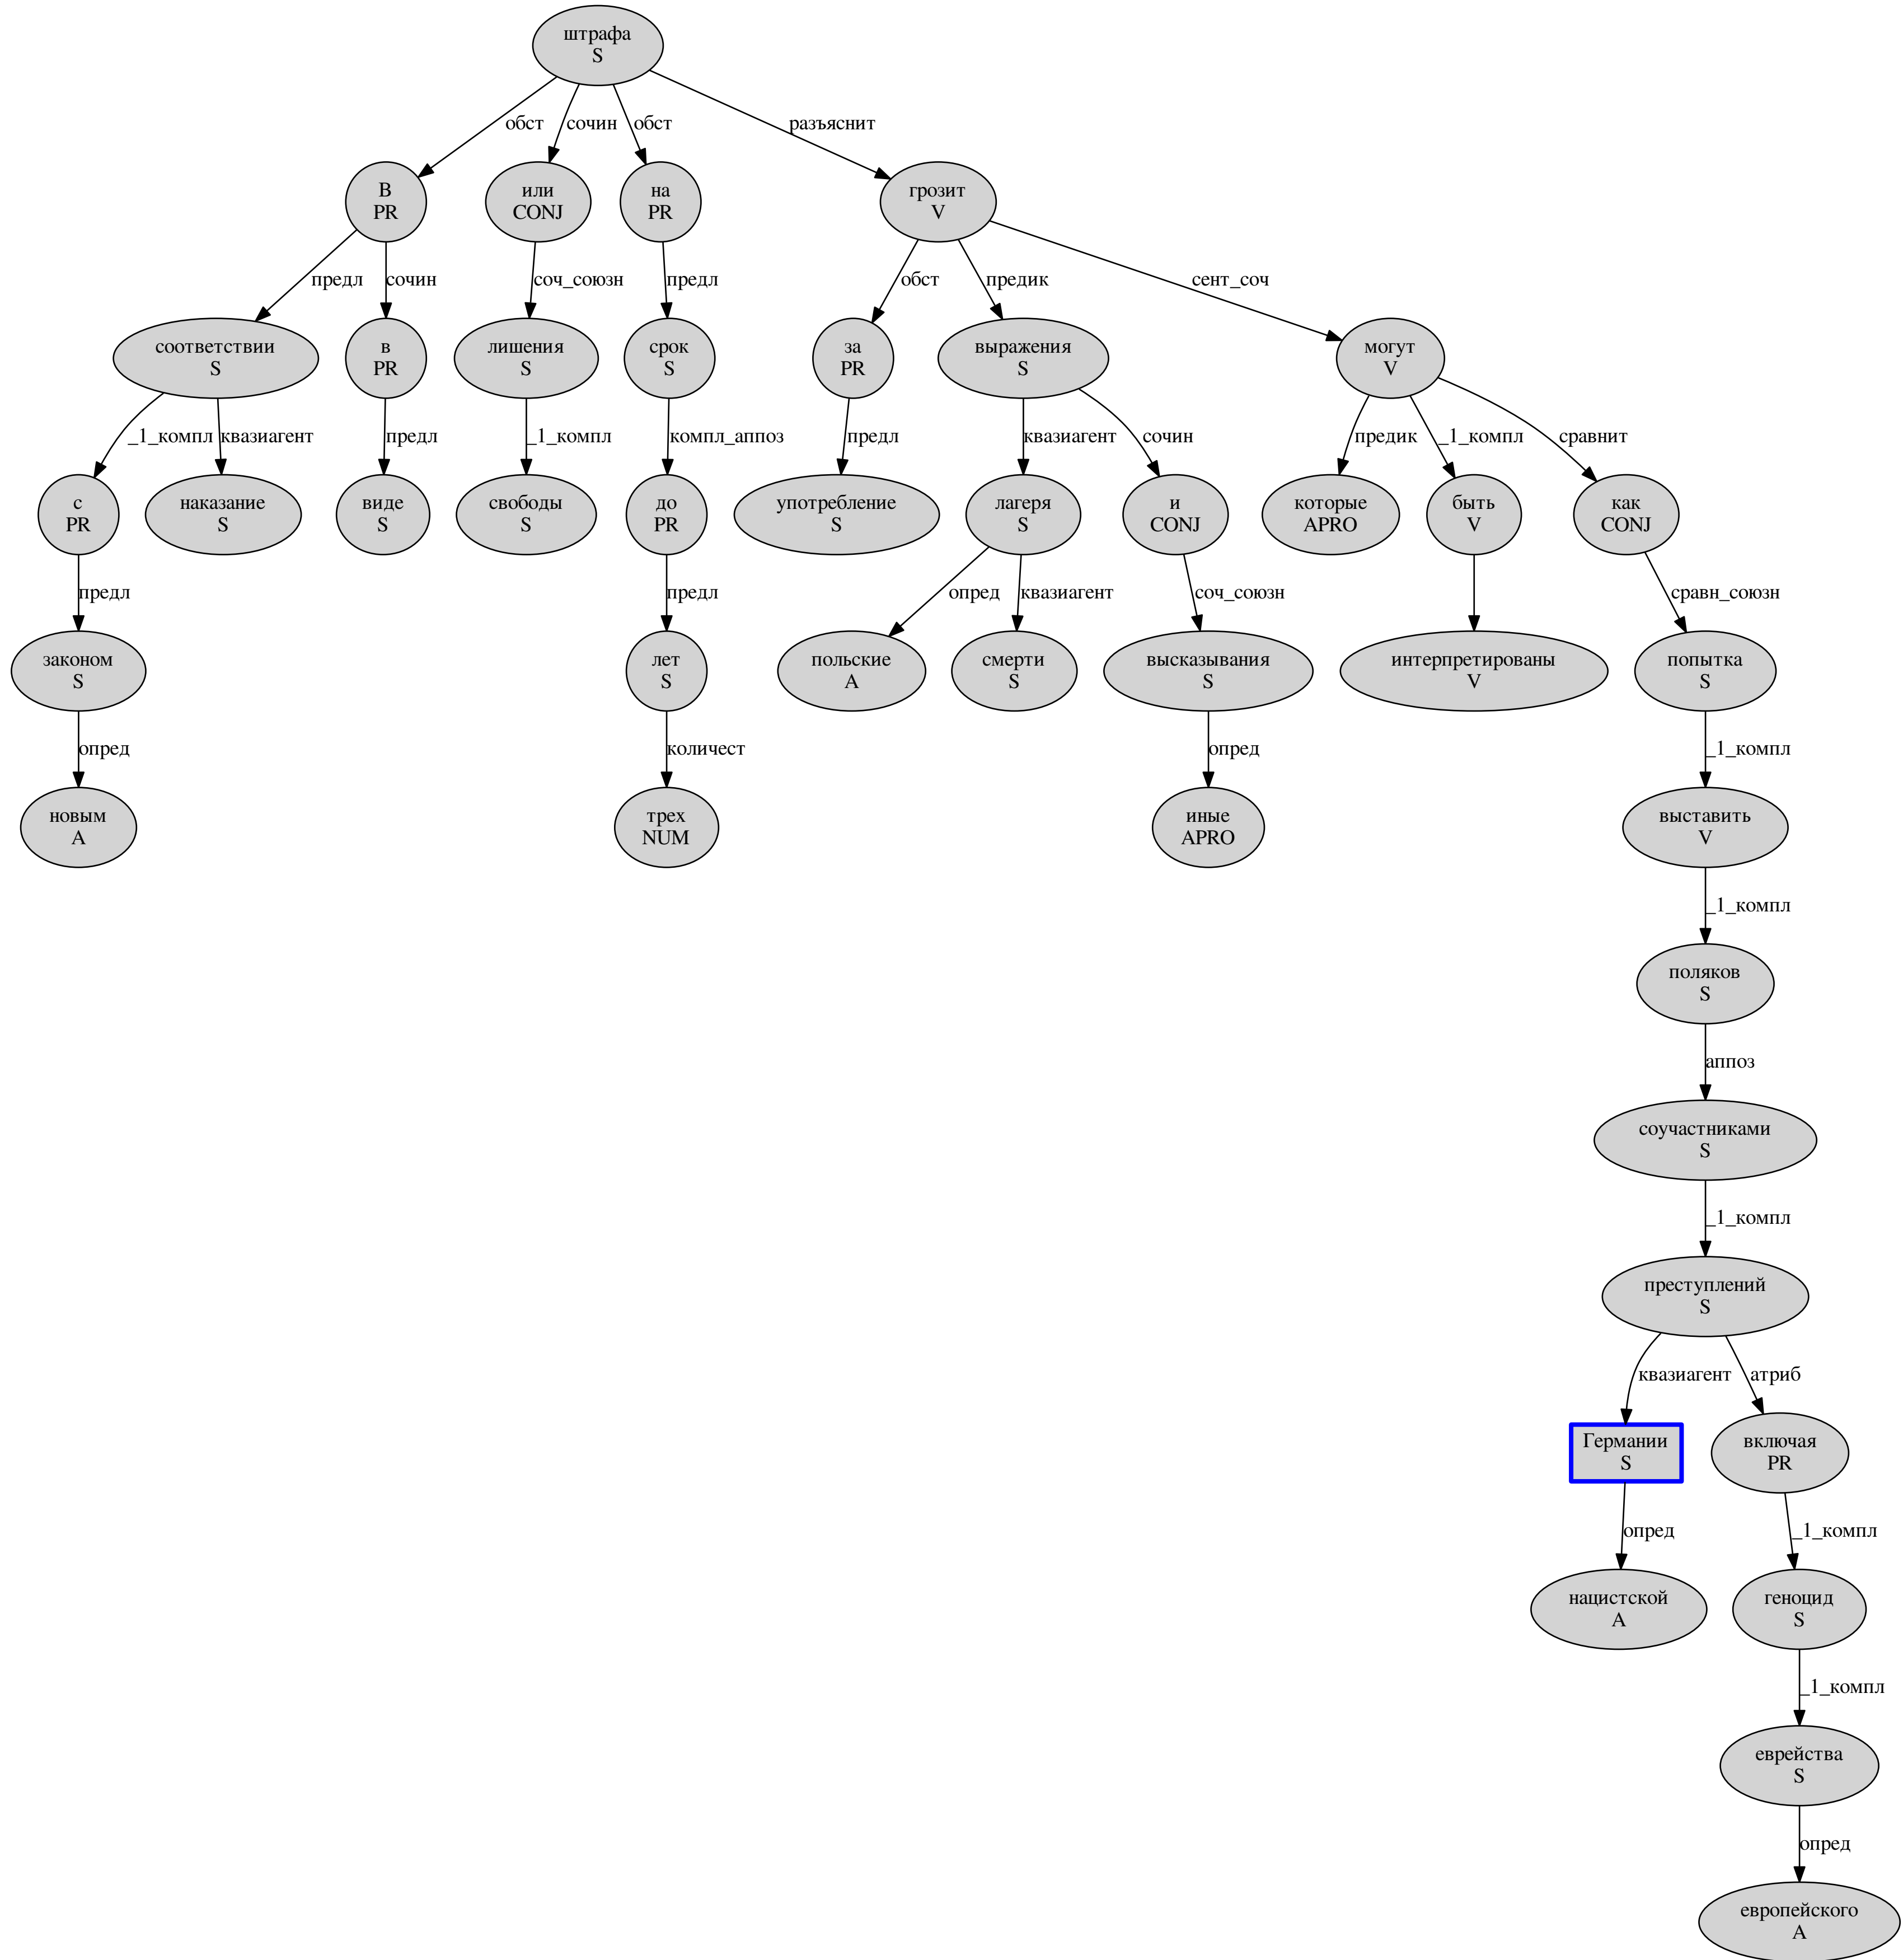 штрафа
S
обст
сочин
обст
разъяснит
В
PR
или
CONJ
на
PR
грозит
V
предл
сочин
соч_союзн
предл
обст
предик
сент_соч
соответствии
S
в
PR
лишения
S
срок
S
за
PR
выражения
S
могут
V
_1_компл
квазиагент
предл
_1_компл
компл_аппоз
предл
квазиагент
сочин
предик
_1_компл
сравнит
с
PR
наказание
S
виде
S
свободы
S
до
PR
употребление
S
лагеря
S
и
CONJ
которые
APRO
быть
V
как
CONJ
предл
предл
опред
квазиагент
соч_союзн
сравн_союзн
законом
S
лет
S
польские
A
смерти
S
высказывания
S
интерпретированы
V
попытка
S
опред
количест
опред
_1_компл
новым
A
трех
NUM
иные
APRO
выставить
V
_1_компл
поляков
S
аппоз
соучастниками
S
_1_компл
преступлений
S
квазиагент
атриб
Германии
S
включая
PR
опред
_1_компл
нацистской
A
геноцид
S
_1_компл
еврейства
S
опред
европейского
A